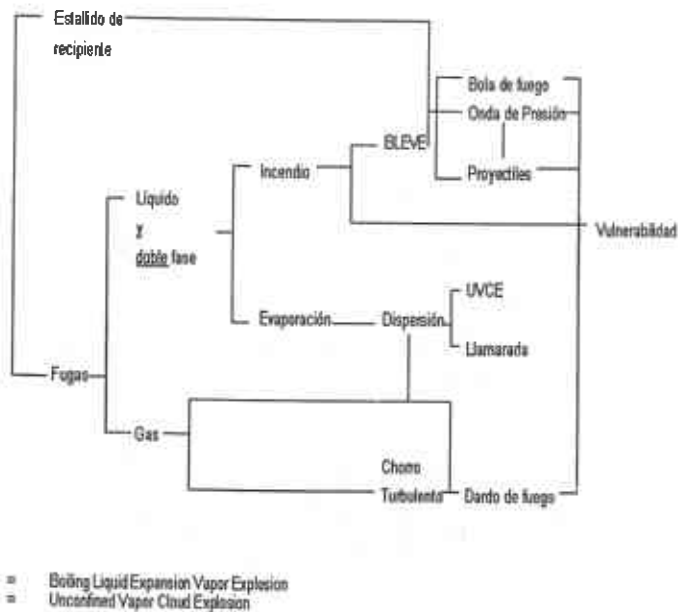 Estallido de
recipiente
Bola de fuego
Onda de Presión
BLEVE
Incendio
Proyectiles
Líquido
y
doble fase
Vulnerabilidad
UVCE
Evaporación
Dispersión
Llamarada
Fugas
Gas
Chorro
Turbulento
Dardo de fuego
= Boiling Liquid Expansion Vapor Explosion
= Unconfined Vapor Cloud Explosion